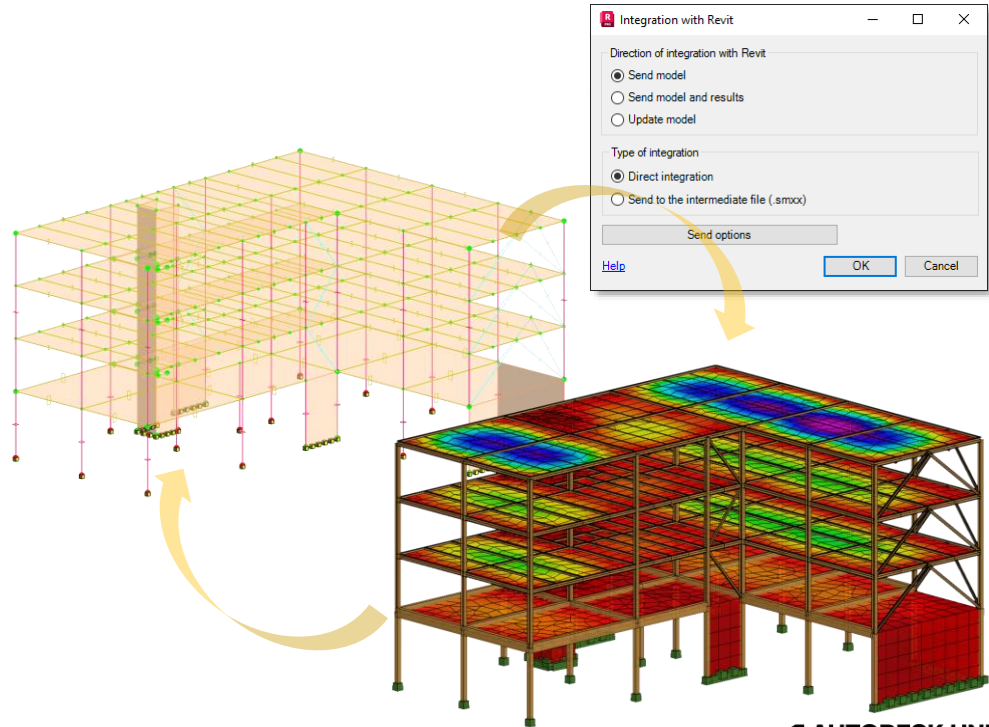 Integration with Revit
Direction of integration with Revit
Send model
Send model and results
Update model
Type of integration
Direct integration
Send to the intermediate file (.smxx)
Send options
Help
OK
Cancel
AUTODESK